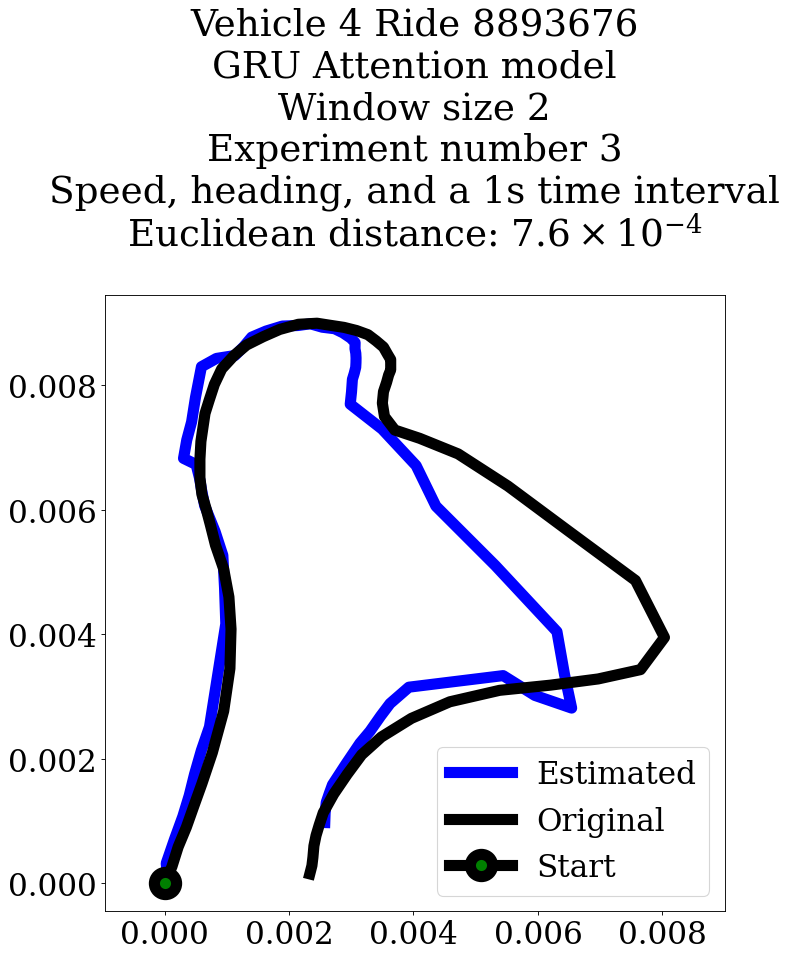 Vehicle 4 Ride 8893676
GRU Attention model
Window size 2
Experiment number 3
Speed, heading, and a 1s time interval
Euclidean distance: 7.6 × 10⁻⁴
0.008
0.006
0.004
0.002
0.000
Estimated
Original
Start
0.000 0.002 0.004 0.006 0.008